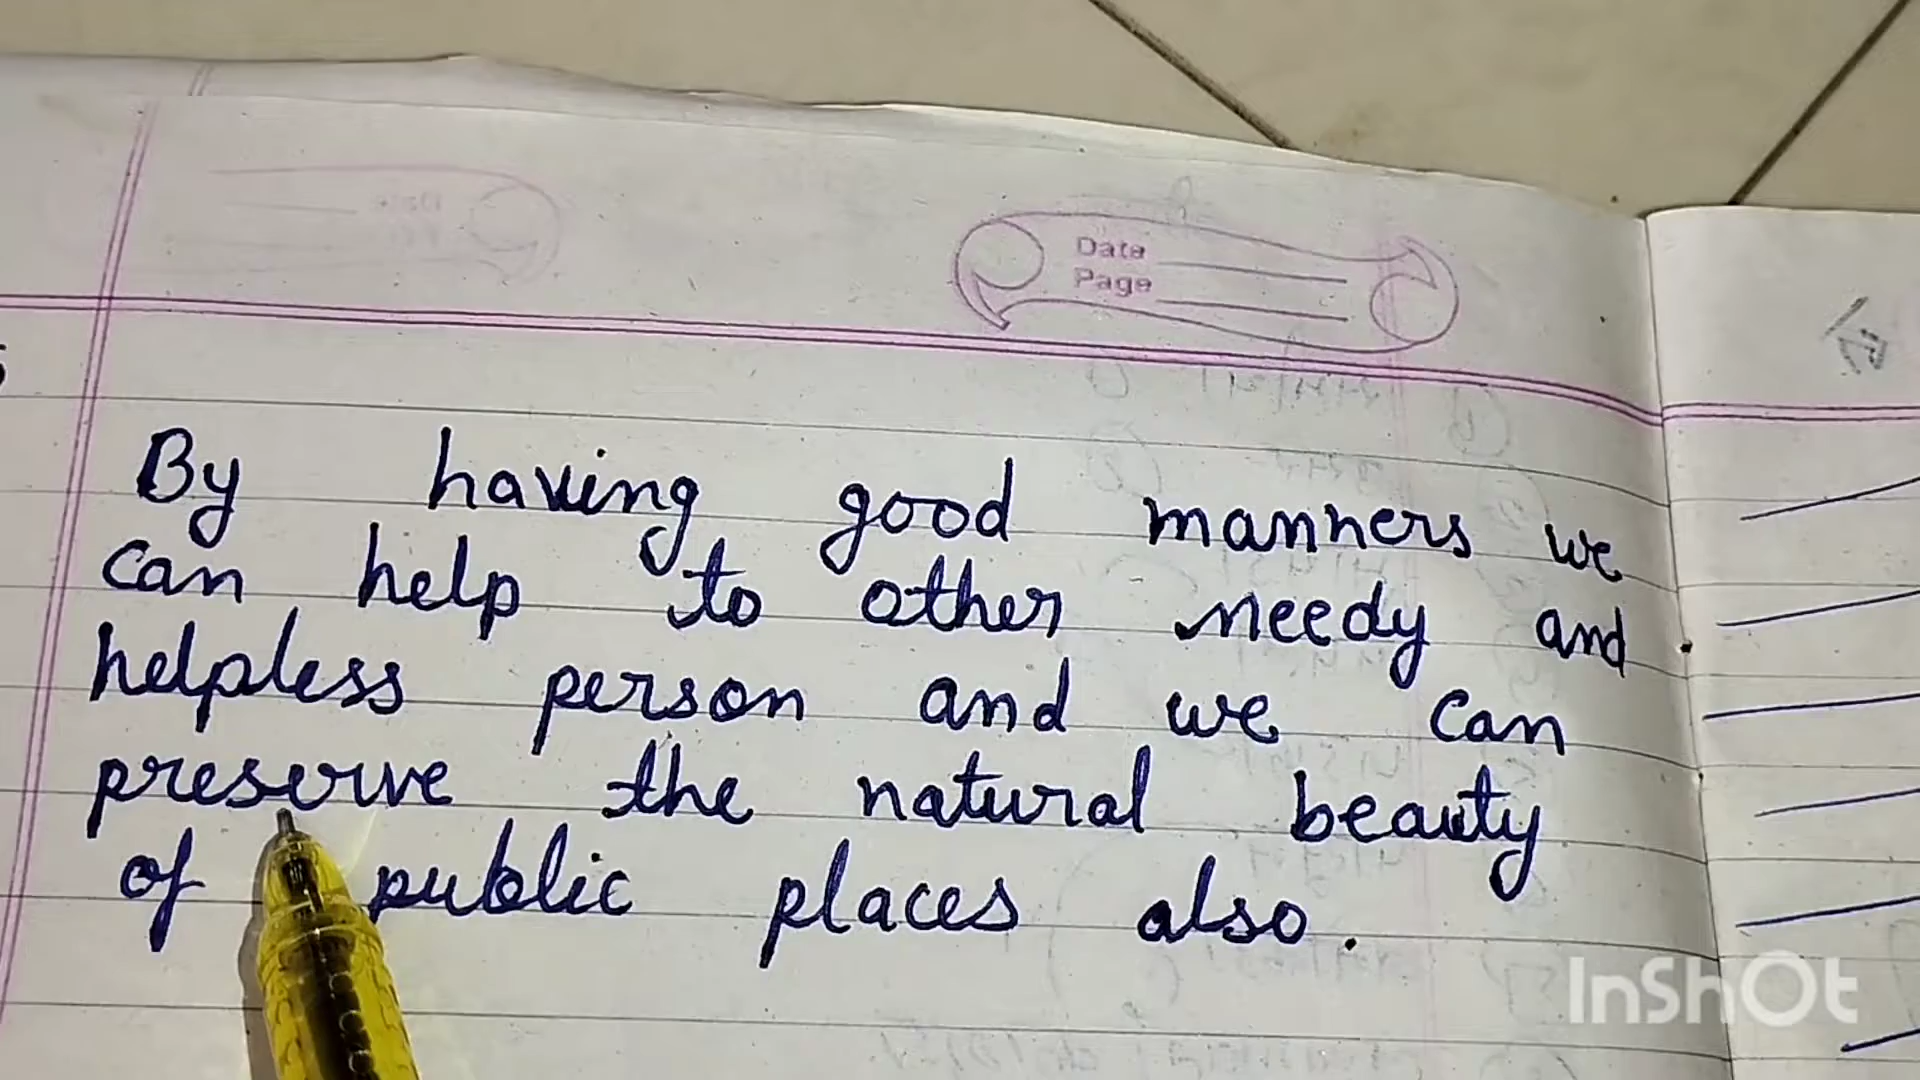 Date
Page
By having good manners we
can help to other needy and
helpless person and we can
preserve the natural beauty
of public places also.
InShOt